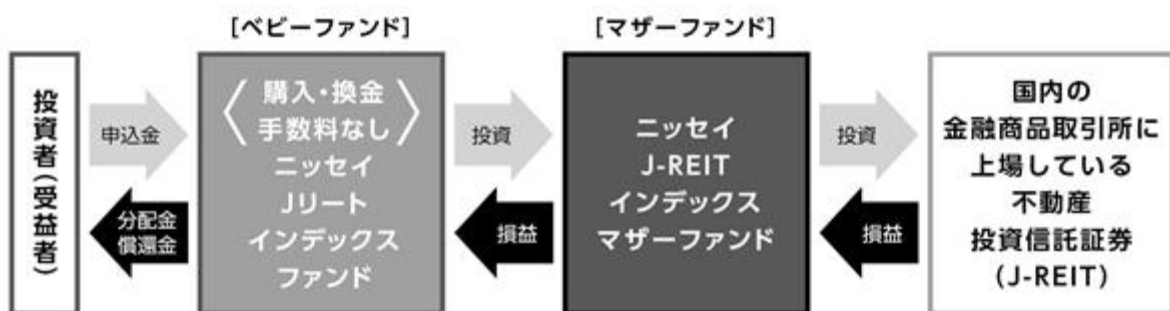 [ベビーファンド]
[マザーファンド]
投資者(受益者)
申込金
分配金
償還金
〈購入・換金
手数料なし〉
ニッセイ
Jリート
インデックス
ファンド
投資
損益
ニッセイ
J-REIT
インデックス
マザーファンド
投資
損益
国内の
金融商品取引所に
上場している
不動産
投資信託証券
(J-REIT)